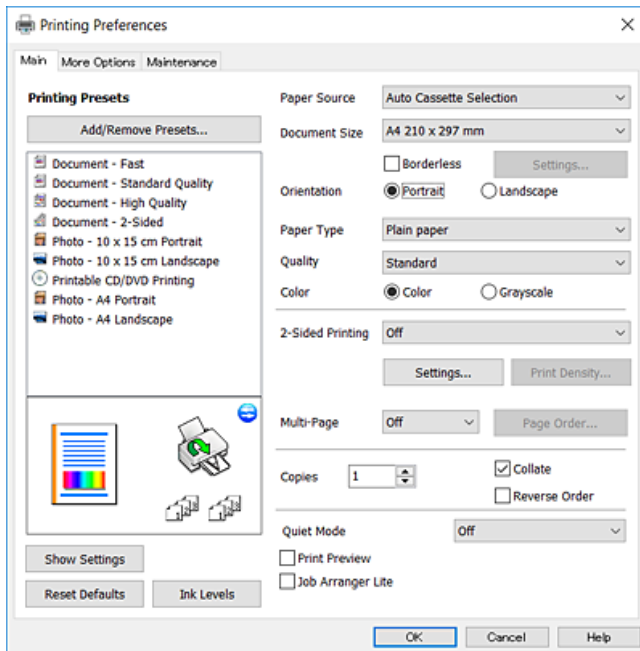 Printing Preferences
Main
More Options
Maintenance
Printing Presets
Add/Remove Presets...
Document - Fast
Document - Standard Quality
Document - High Quality
Document - 2-Sided
Photo - 10 x 15 cm Portrait
Photo - 10 x 15 cm Landscape
Printable CD/DVD Printing
Photo - A4 Portrait
Photo - A4 Landscape
Show Settings
Reset Defaults
Ink Levels
Paper Source
Auto Cassette Selection
Document Size
A4 210 x 297 mm
Borderless
Settings...
Orientation
Portrait
Landscape
Paper Type
Plain paper
Quality
Standard
Color
Color
Grayscale
2-Sided Printing
Off
Settings...
Print Density...
Multi-Page
Off
Page Order...
Copies
1
Collate
Reverse Order
Quiet Mode
Off
Print Preview
Job Arranger Lite
OK
Cancel
Help